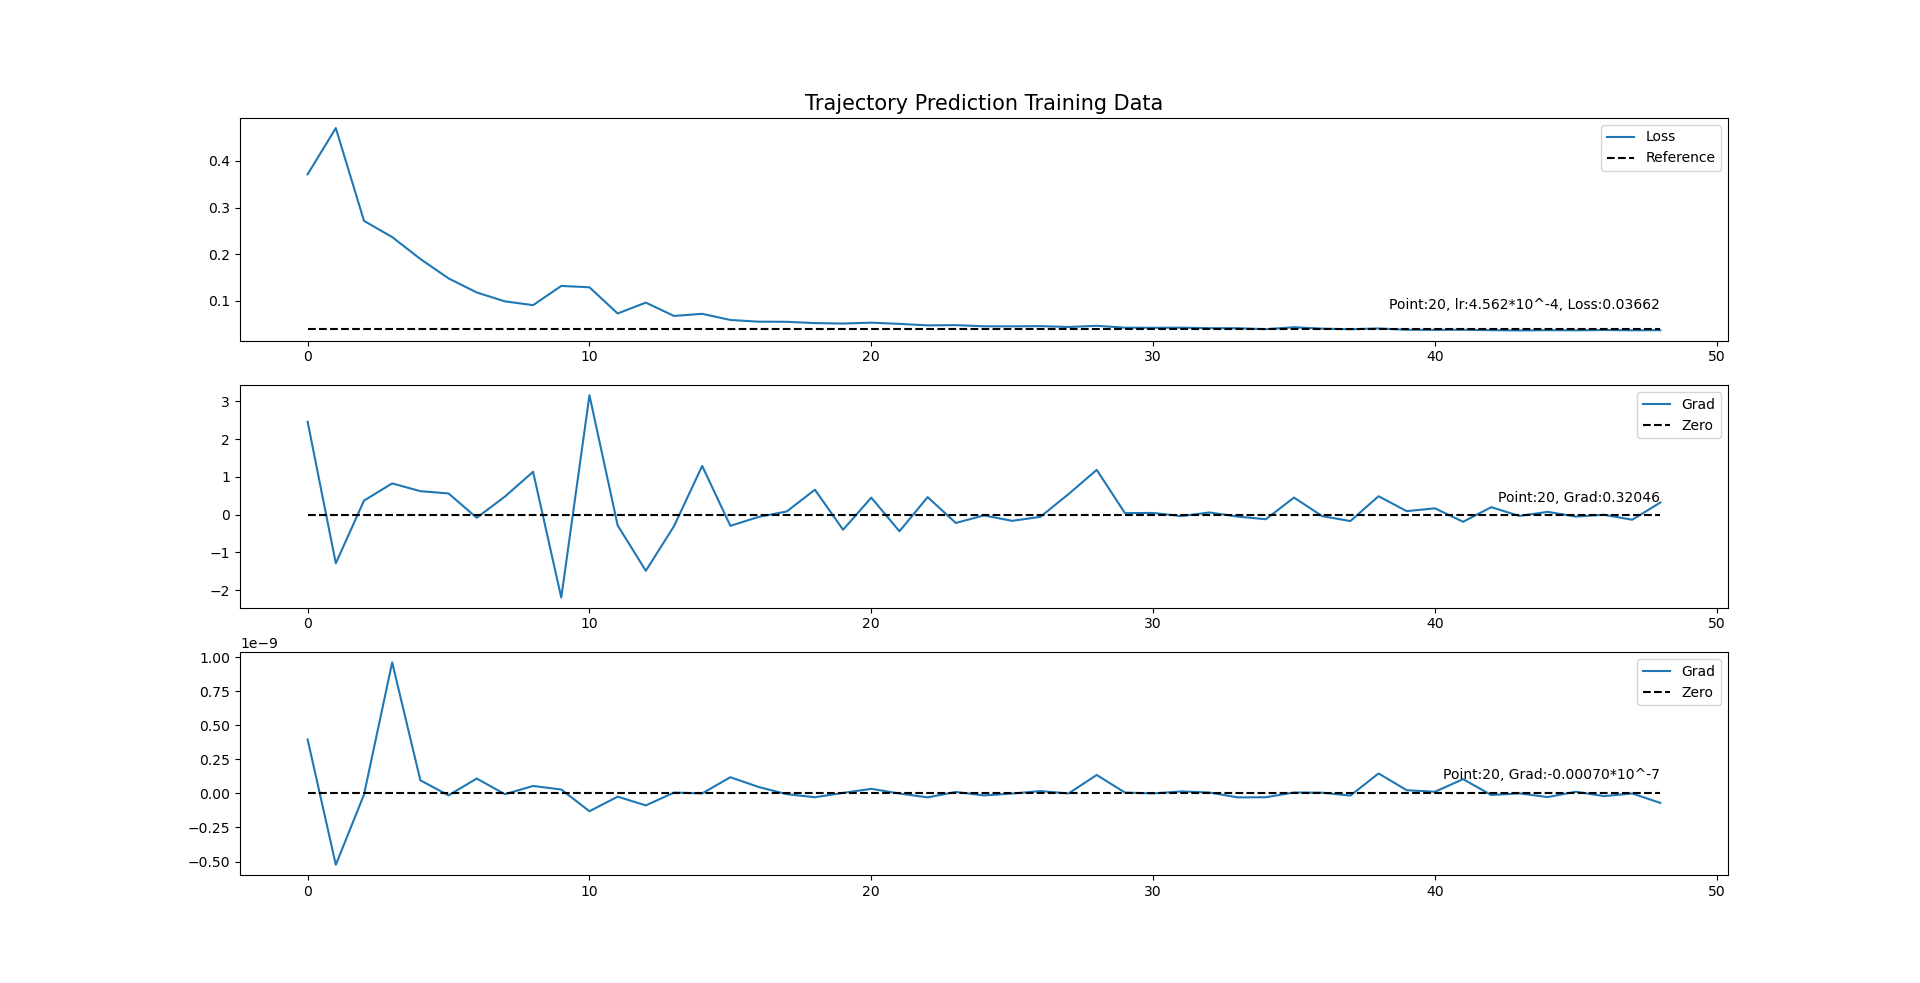 Trajectory Prediction Training Data
0.4
0.3
0.2
0.1
Loss
Reference
Point:20, lr:4.562*10^-4, Loss:0.03662
0 10 20 30 40 50
3
2
1
0
−1
−2
Grad
Zero
Point:20, Grad:0.32046
0 10 20 30 40 50
1e−9
1.00
0.75
0.50
0.25
0.00
−0.25
−0.50
Grad
Zero
Point:20, Grad:-0.00070*10^-7
0 10 20 30 40 50